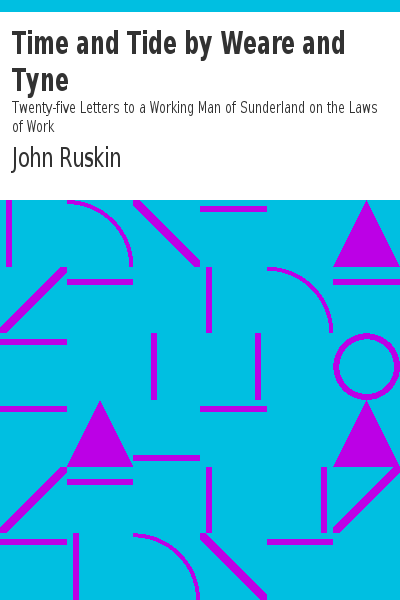 Time and Tide by Weare and
Tyne
Twenty-five Letters to a Working Man of Sunderland on the Laws
of Work
John Ruskin